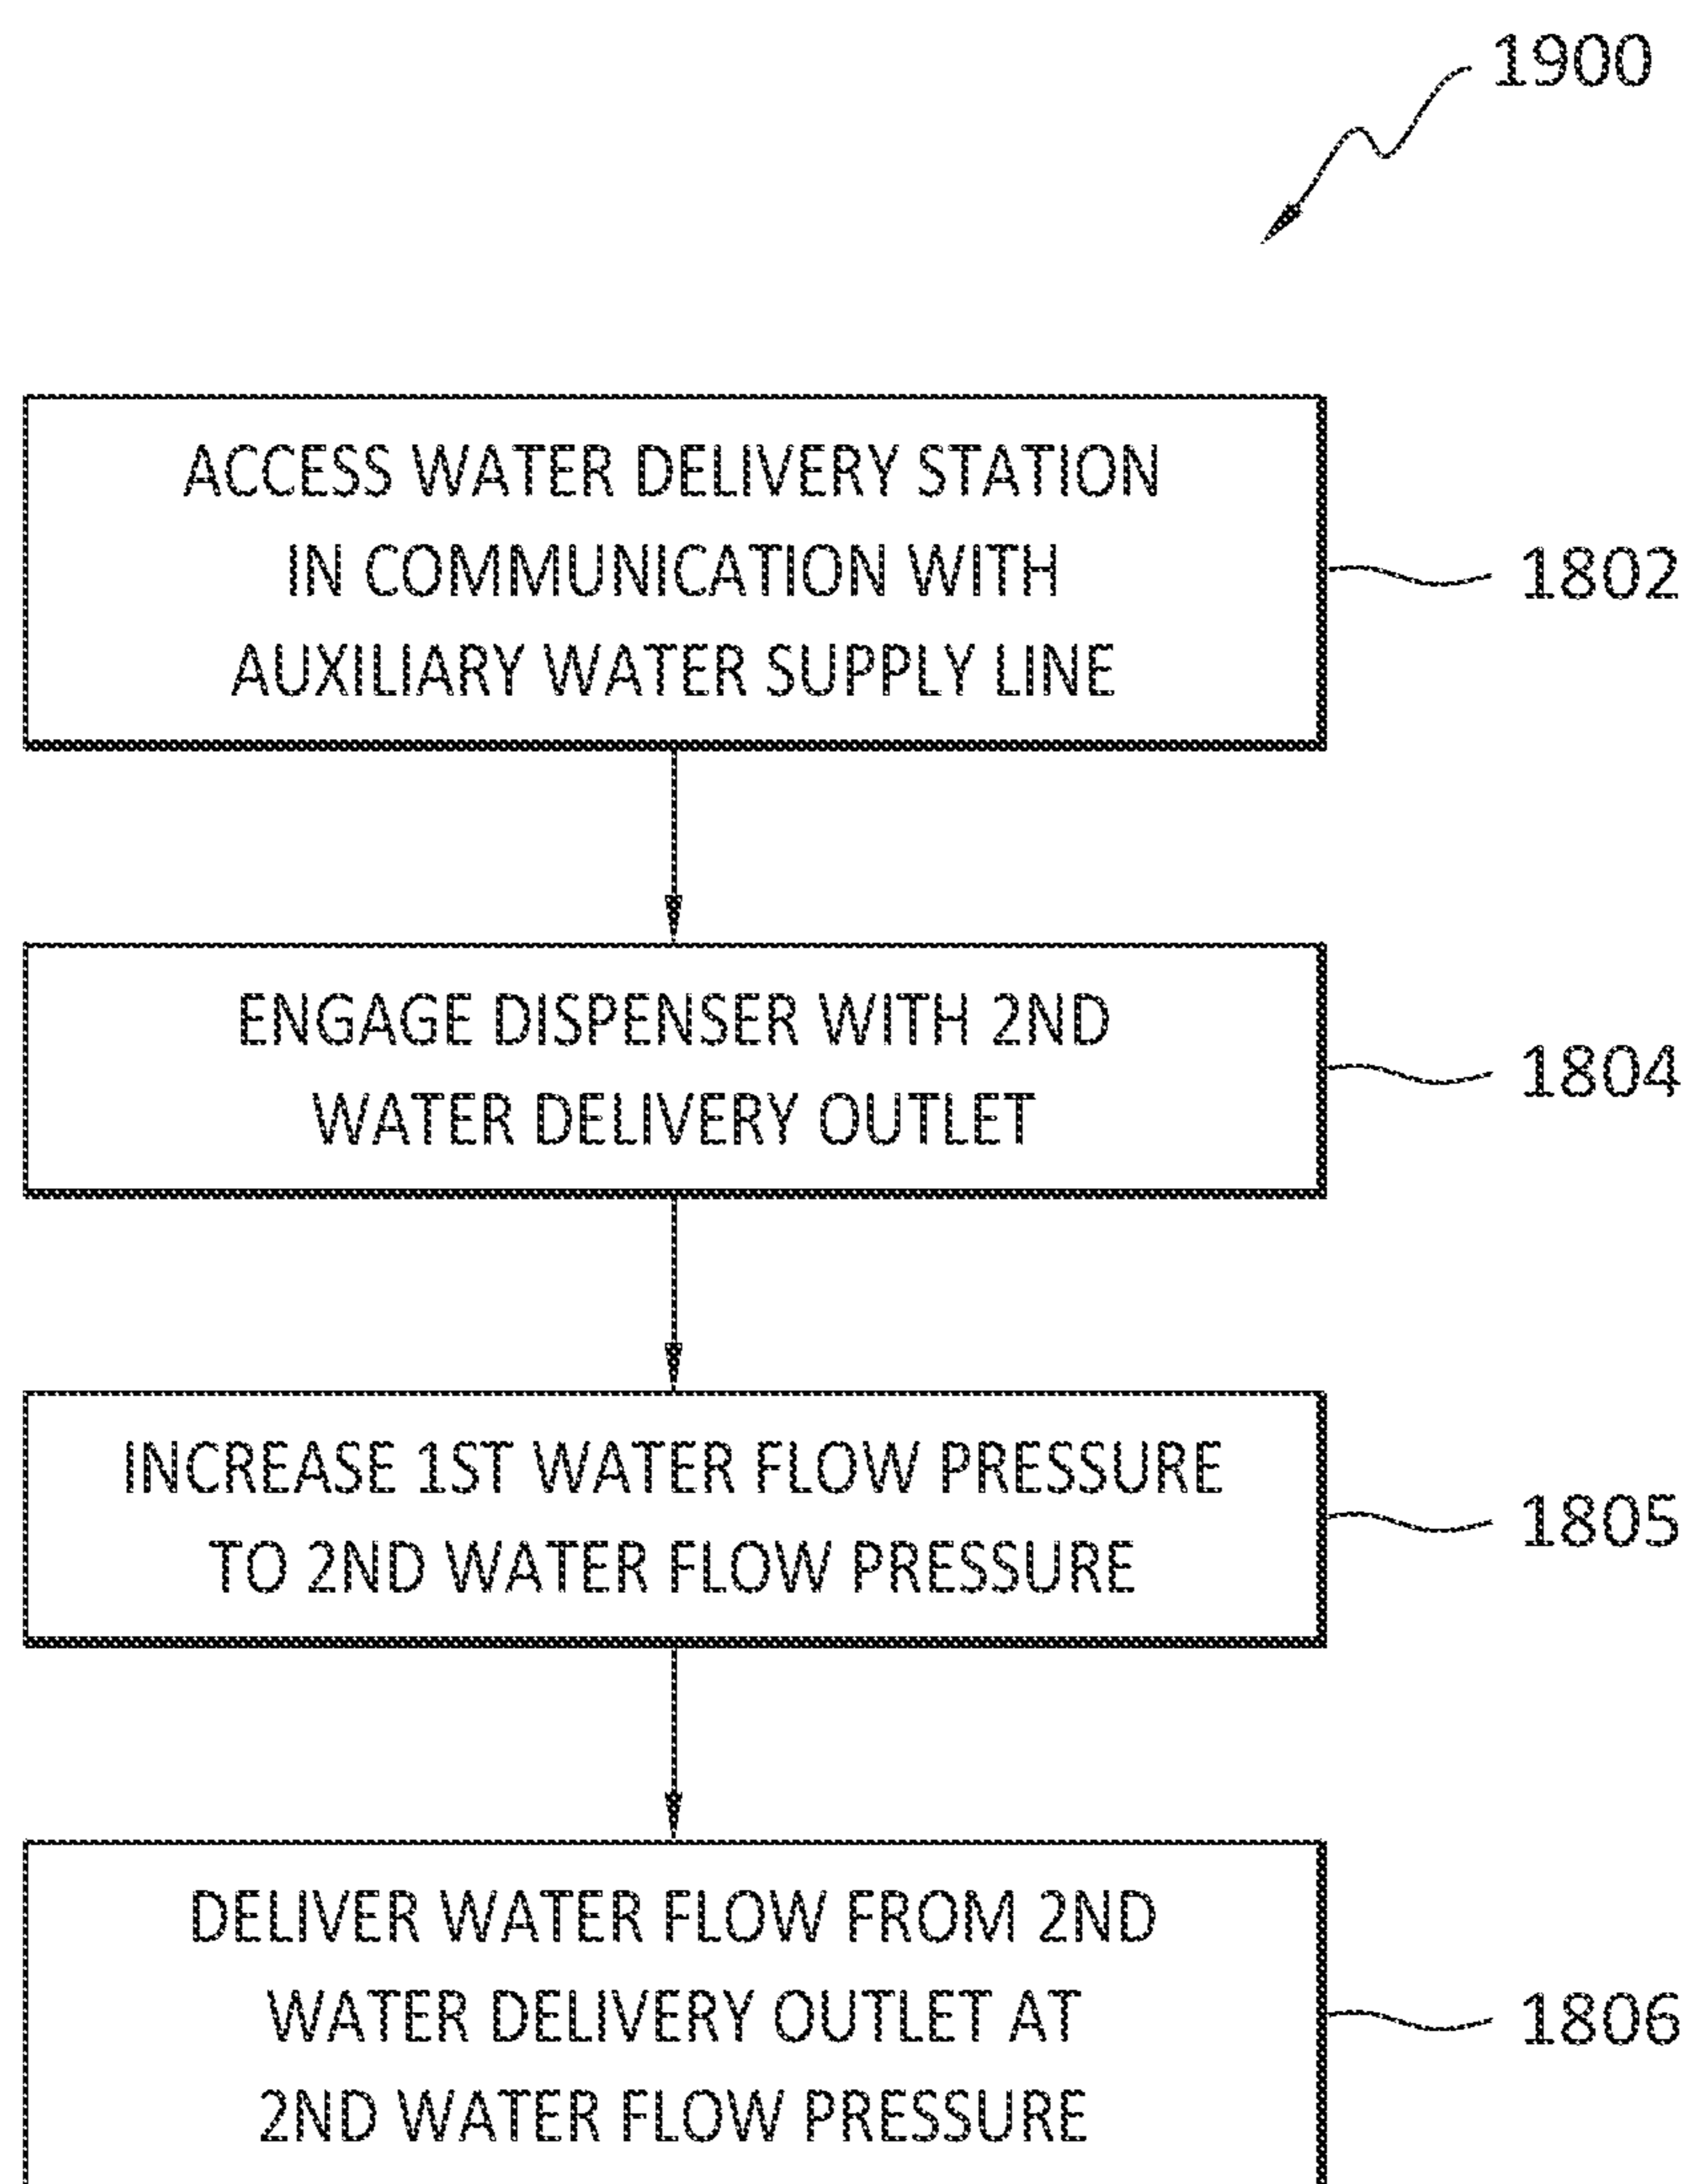 1900
ACCESS WATER DELIVERY STATION
IN COMMUNICATION WITH
AUXILIARY WATER SUPPLY LINE
1802
ENGAGE DISPENSER WITH 2ND
WATER DELIVERY OUTLET
1804
INCREASE 1ST WATER FLOW PRESSURE
TO 2ND WATER FLOW PRESSURE
1805
DELIVER WATER FLOW FROM 2ND
WATER DELIVERY OUTLET AT
2ND WATER FLOW PRESSURE
1806